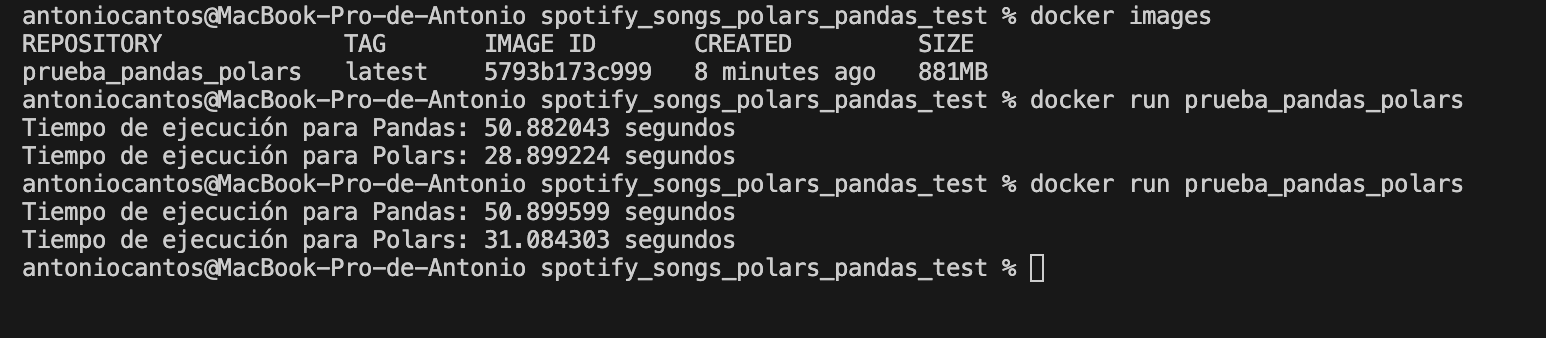 antoniocantos@MacBook-Pro-de-Antonio spotify_songs_polars_pandas_test % docker images
REPOSITORY             TAG       IMAGE ID       CREATED         SIZE
prueba_pandas_polars   latest    5793b173c999   8 minutes ago   881MB
antoniocantos@MacBook-Pro-de-Antonio spotify_songs_polars_pandas_test % docker run prueba_pandas_polars
Tiempo de ejecución para Pandas: 50.882043 segundos
Tiempo de ejecución para Polars: 28.899224 segundos
antoniocantos@MacBook-Pro-de-Antonio spotify_songs_polars_pandas_test % docker run prueba_pandas_polars
Tiempo de ejecución para Pandas: 50.899599 segundos
Tiempo de ejecución para Polars: 31.084303 segundos
antoniocantos@MacBook-Pro-de-Antonio spotify_songs_polars_pandas_test %